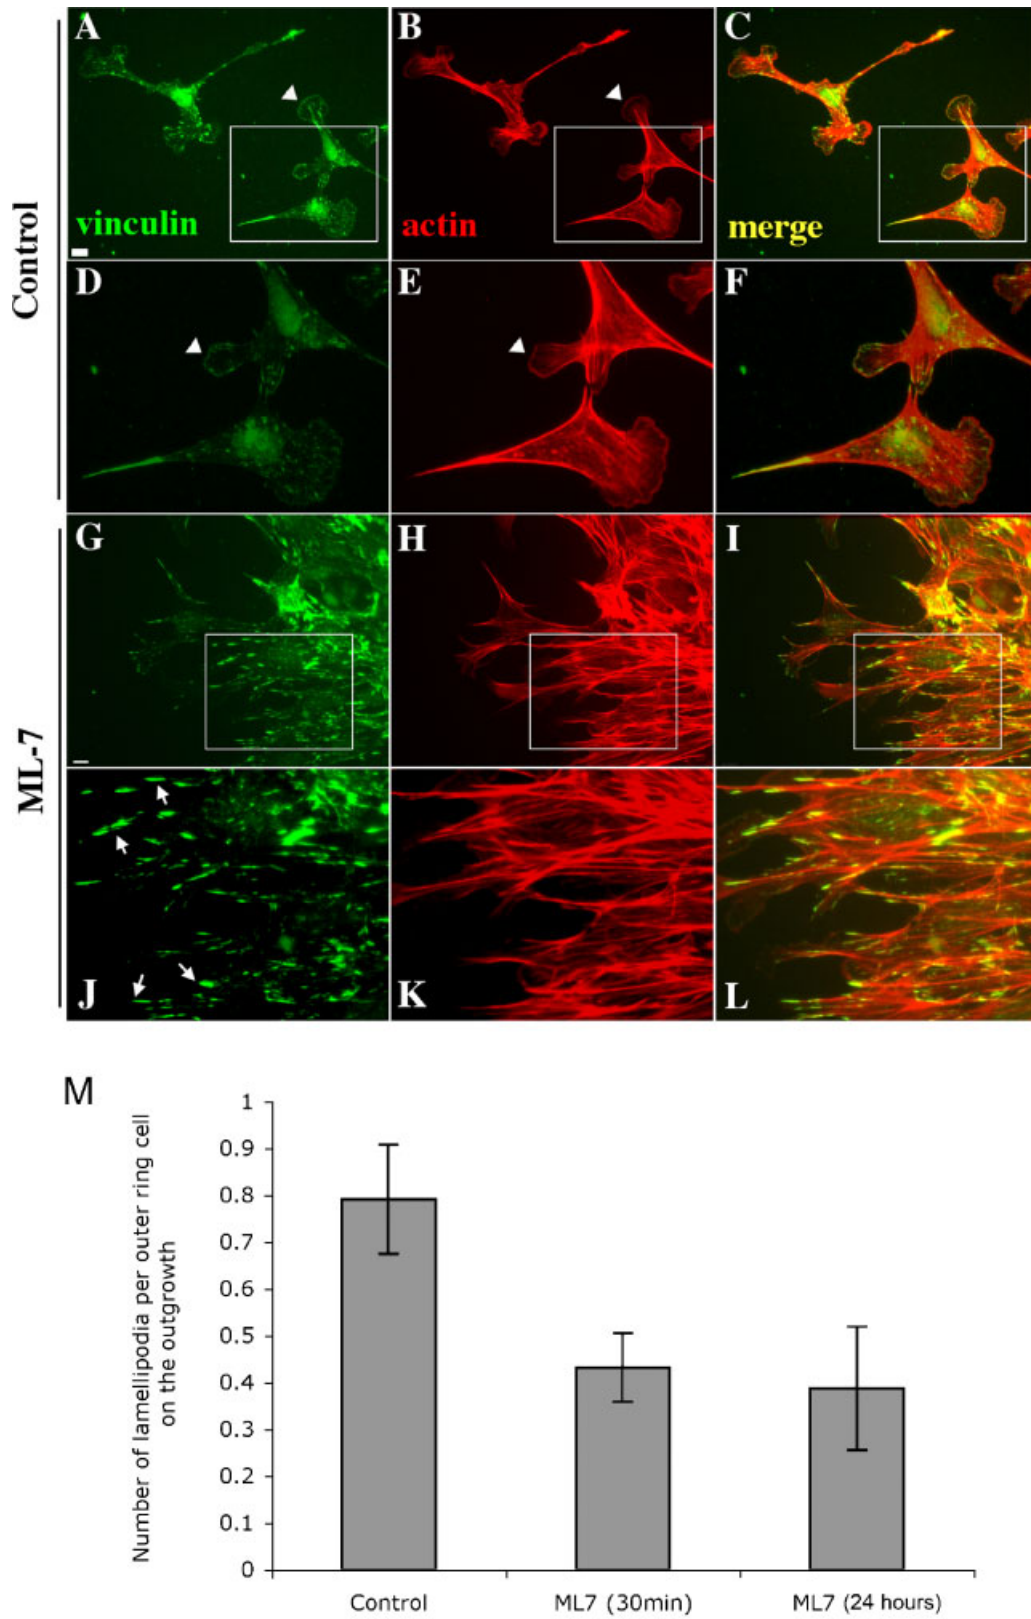 A
B
C
vinculin
actin
merge
Control
D
E
F
G
H
I
ML-7
J
K
L
M
Number of lamellipodia per outer ring cell
on the outgrowth
1
0.9
0.8
0.7
0.6
0.5
0.4
0.3
0.2
0.1
0
Control
ML7 (30min)
ML7 (24 hours)